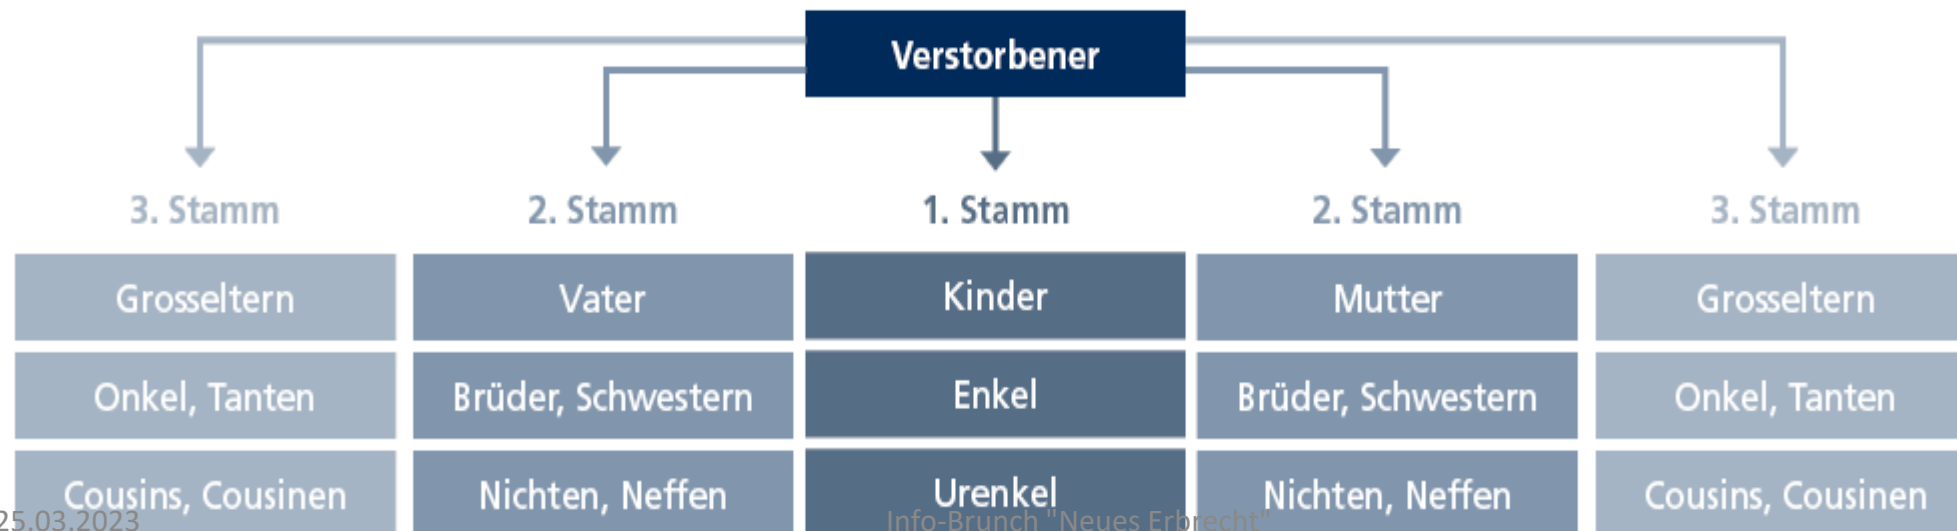 Verstorbener
3. Stamm 2. Stamm 1. Stamm 2. Stamm 3. Stamm
Grosseltern Vater Kinder Mutter Grosseltern
Onkel, Tanten Brüder, Schwestern Enkel Brüder, Schwestern Onkel, Tanten
Cousins, Cousinen Nichten, Neffen Urenkel Nichten, Neffen Cousins, Cousinen
25.03.2023 Info-Brunch "Neues Erbrecht"